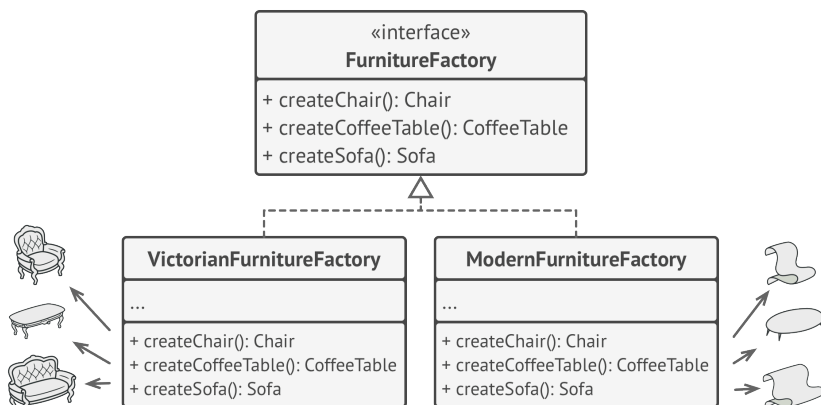 «interface»
FurnitureFactory
+ createChair(): Chair
+ createCoffeeTable(): CoffeeTable
+ createSofa(): Sofa
VictorianFurnitureFactory
...
+ createChair(): Chair
+ createCoffeeTable(): CoffeeTable
+ createSofa(): Sofa
ModernFurnitureFactory
...
+ createChair(): Chair
+ createCoffeeTable(): CoffeeTable
+ createSofa(): Sofa